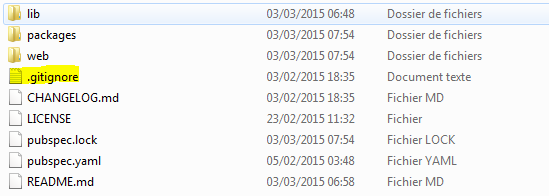 lib 03/03/2015 06:48 Dossier de fichiers
packages 03/03/2015 07:54 Dossier de fichiers
web 03/03/2015 07:54 Dossier de fichiers
.gitignore 03/02/2015 18:35 Document texte
CHANGELOG.md 03/02/2015 18:35 Fichier MD
LICENSE 23/02/2015 11:32 Fichier
pubspec.lock 03/03/2015 07:54 Fichier LOCK
pubspec.yaml 05/02/2015 03:48 Fichier YAML
README.md 03/03/2015 06:58 Fichier MD